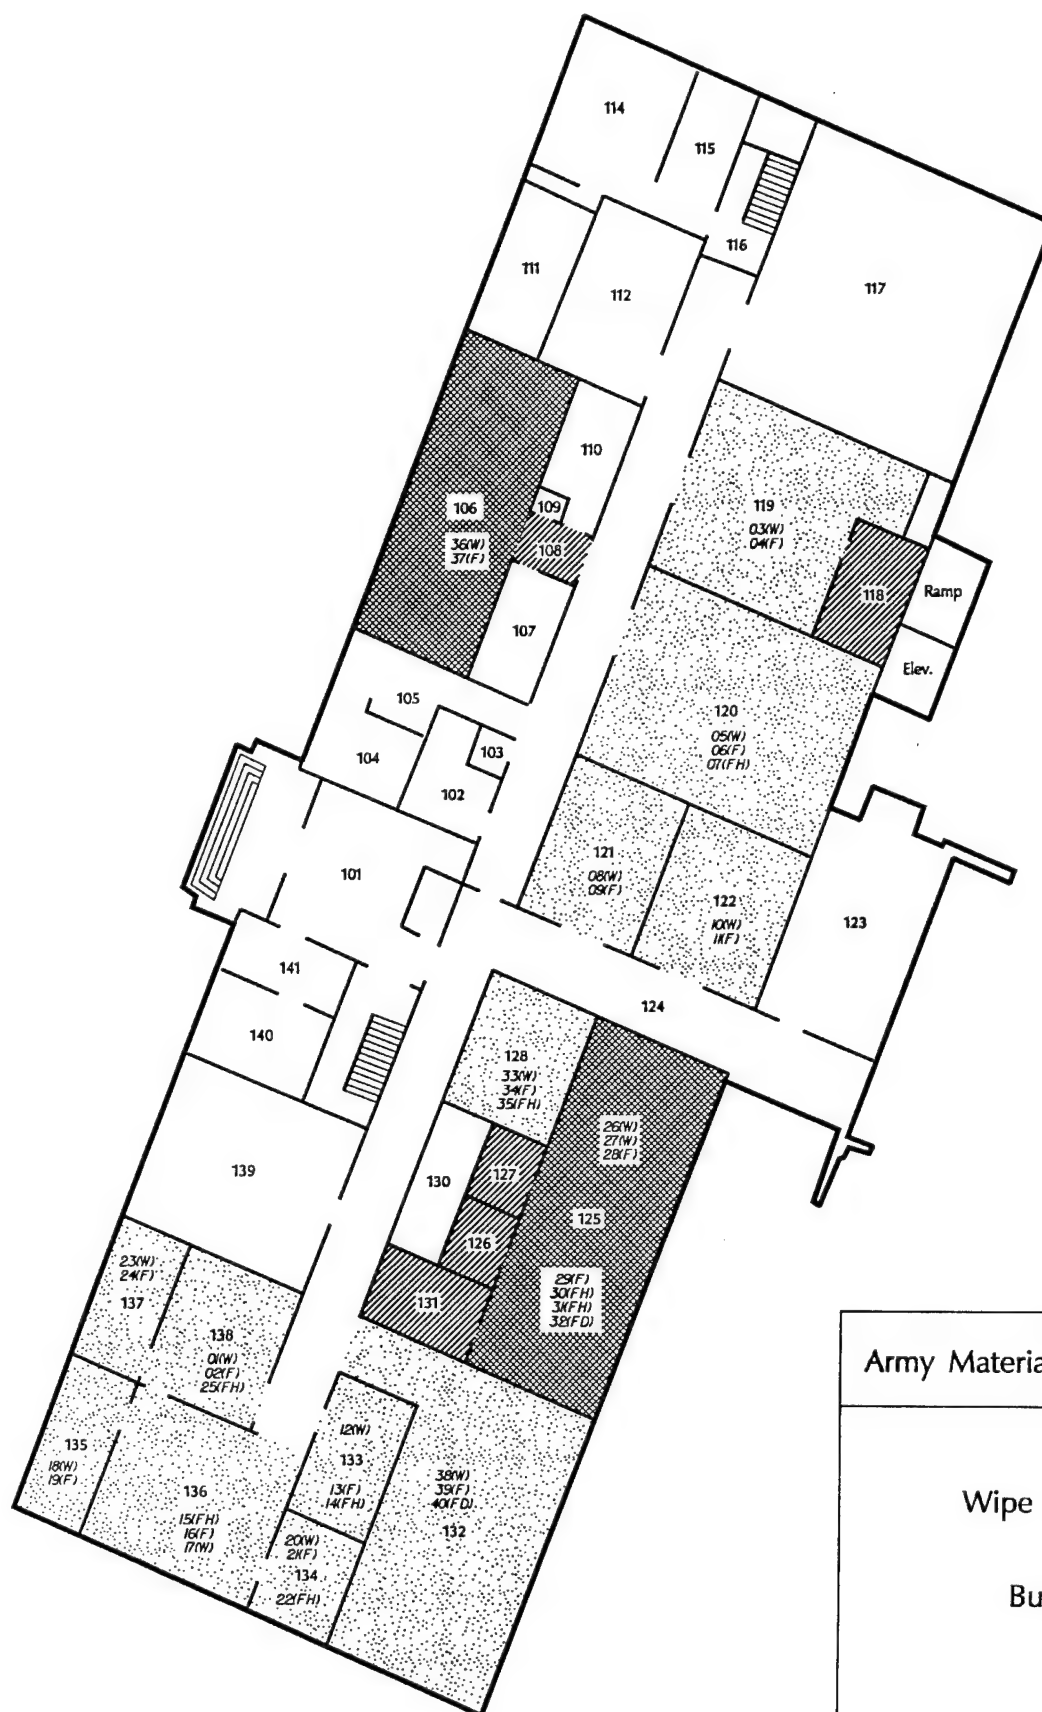 114
115
116
117
111
112
110
109
108
106
36(W)
37(F)
107
119
03(W)
04(F)
118
Ramp
Elev.
105
104
103
102
120
05(W)
06(F)
07(FH)
101
121
08(W)
09(F)
122
10(W)
11(F)
123
124
141
140
128
33(W)
34(F)
35(FH)
26(W)
27(W)
28(F)
125
29(F)
30(FH)
31(FH)
32(FD)
127
130
126
131
139
23(W)
24(F)
137
138
01(W)
02(F)
25(FH)
135
18(W)
19(F)
136
15(FH)
16(F)
17(W)
12(W)
133
13(F)
14(FH)
20(W)
21(F)
134
22(FH)
38(W)
39(F)
40(FD)
132
Army Materia
Wipe
Bu